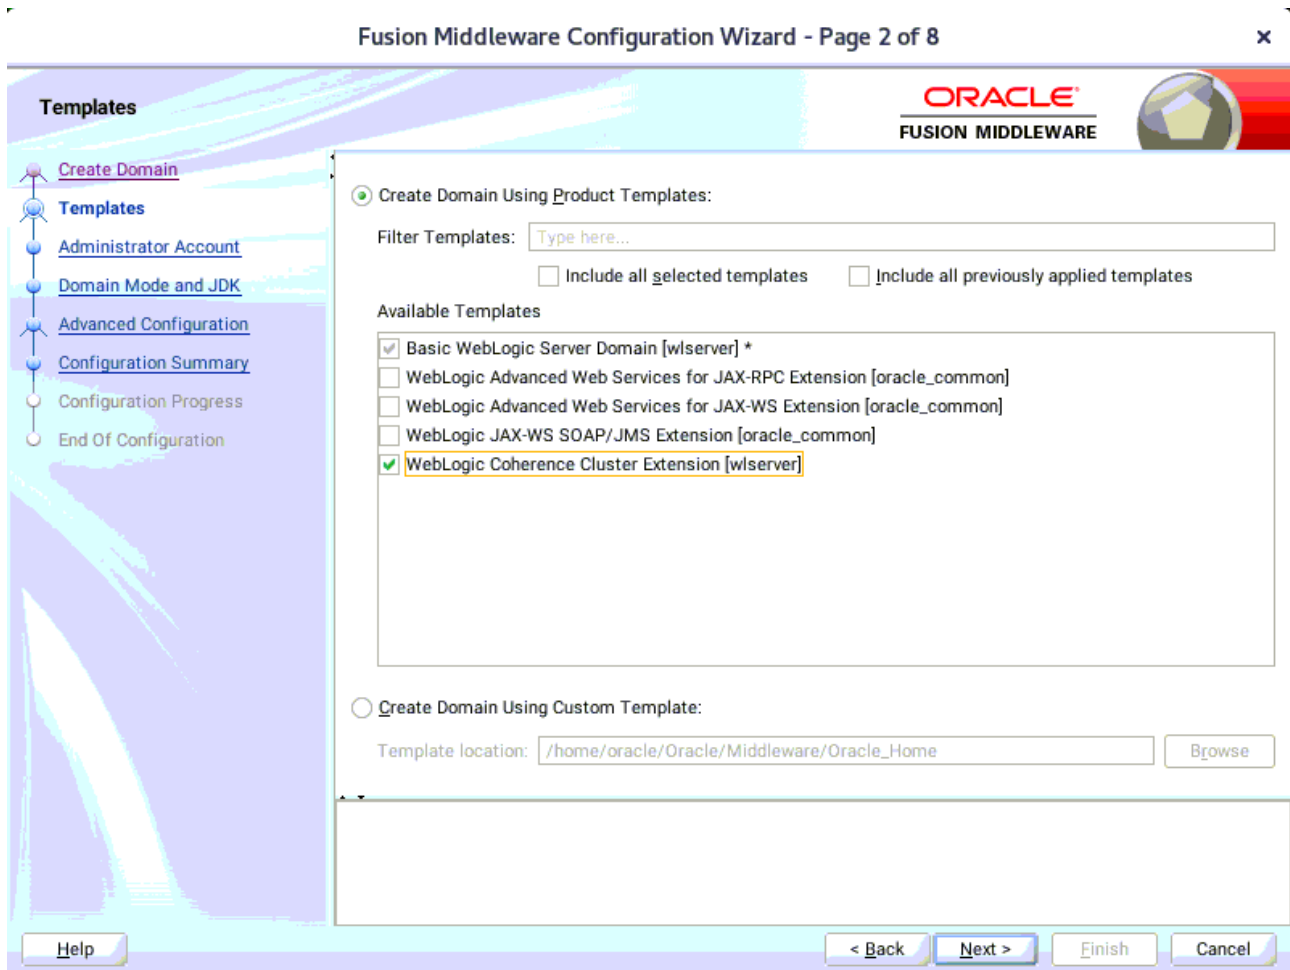 Fusion Middleware Configuration Wizard - Page 2 of 8
Templates
ORACLE
FUSION MIDDLEWARE
Create Domain
Templates
Administrator Account
Domain Mode and JDK
Advanced Configuration
Configuration Summary
Configuration Progress
End Of Configuration
Create Domain Using Product Templates:
Filter Templates: Type here...
Include all selected templates Include all previously applied templates
Available Templates
Basic WebLogic Server Domain [wlserver] *
WebLogic Advanced Web Services for JAX-RPC Extension [oracle_common]
WebLogic Advanced Web Services for JAX-WS Extension [oracle_common]
WebLogic JAX-WS SOAP/JMS Extension [oracle_common]
WebLogic Coherence Cluster Extension [wlserver]
Create Domain Using Custom Template:
Template location: /home/oracle/Oracle/Middleware/Oracle_Home Browse
Help < Back Next > Finish Cancel